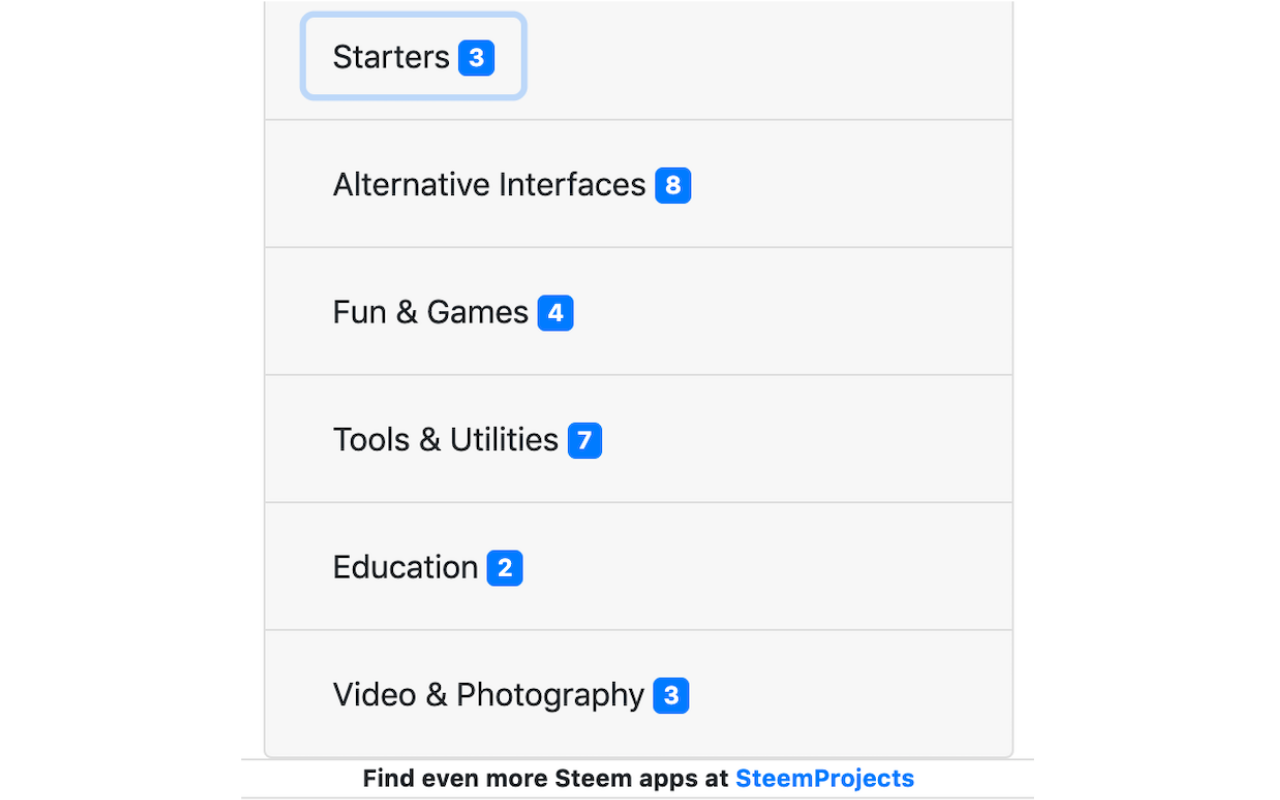 Starters 3
Alternative Interfaces 8
Fun & Games 4
Tools & Utilities 7
Education 2
Video & Photography 3
Find even more Steem apps at SteemProjects